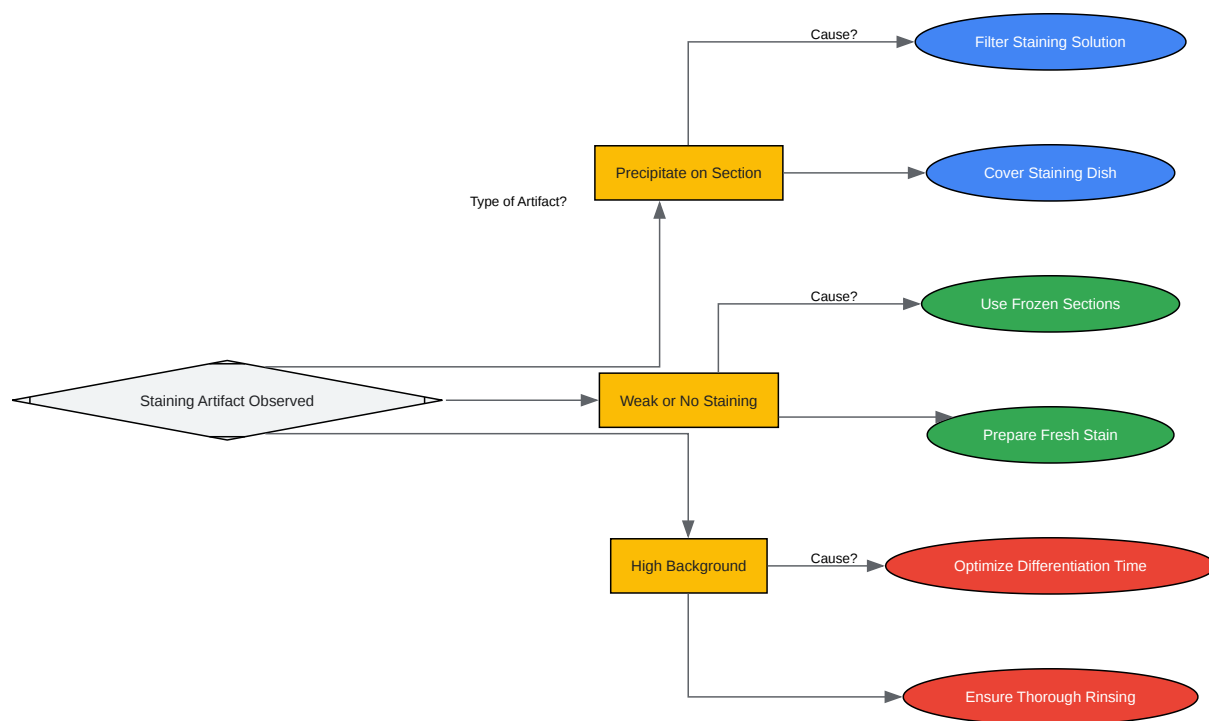 Cause?
Filter Staining Solution
Precipitate on Section
Cover Staining Dish
Type of Artifact?
Cause?
Use Frozen Sections
Staining Artifact Observed
Weak or No Staining
Prepare Fresh Stain
Cause?
High Background
Optimize Differentiation Time
Ensure Thorough Rinsing